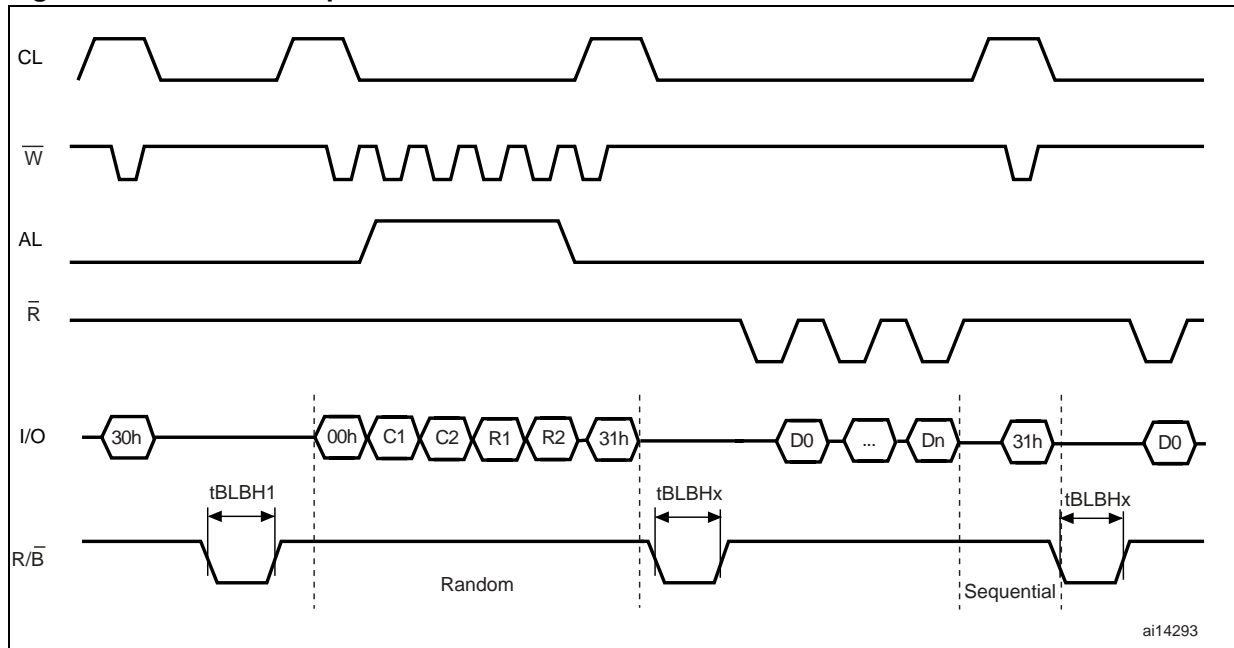 CL
W
AL
R
I/O 30h 00h C1 C2 R1 R2 31h D0 ... Dn 31h D0
tBLBH1 tBLBHx tBLBHx
R/B
Random
Sequential
ai14293